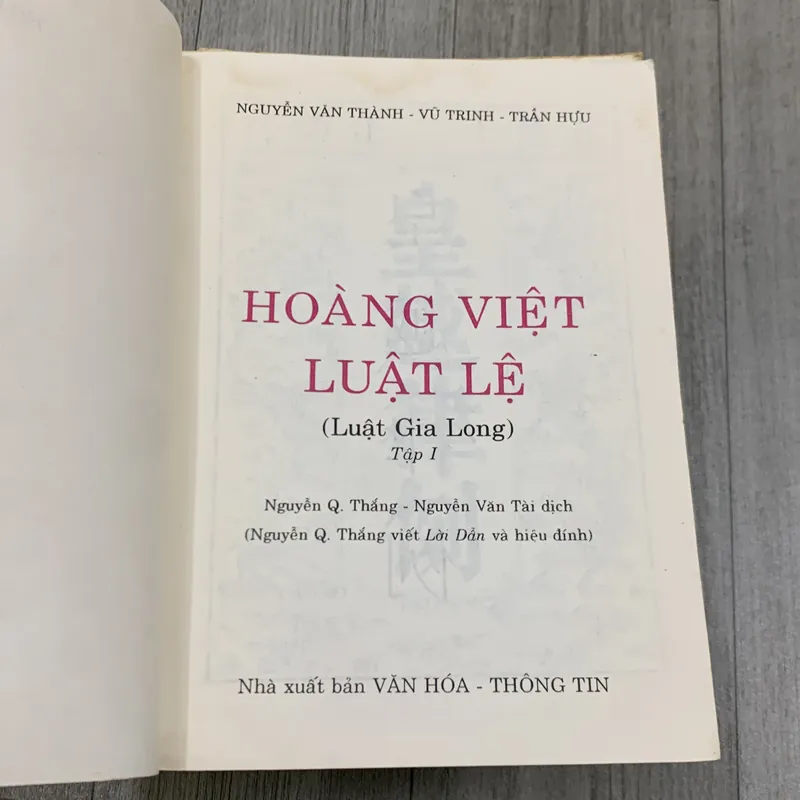 NGUYỄN VĂN THÀNH - VŨ TRINH - TRẦN HỰU
HOÀNG VIỆT
LUẬT LỆ
(Luật Gia Long)
Tập I
Nguyễn Q. Thắng - Nguyễn Văn Tài dịch
(Nguyễn Q. Thắng viết Lời Dẫn và hiệu đính)
Nhà xuất bản VĂN HÓA - THÔNG TIN